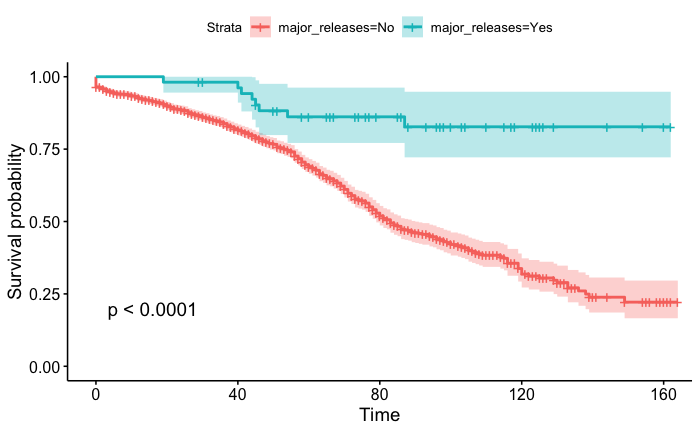 Strata major_releases=No major_releases=Yes
Survival probability
1.00
0.75
0.50
0.25
0.00
p < 0.0001
0 40 80 120 160
Time